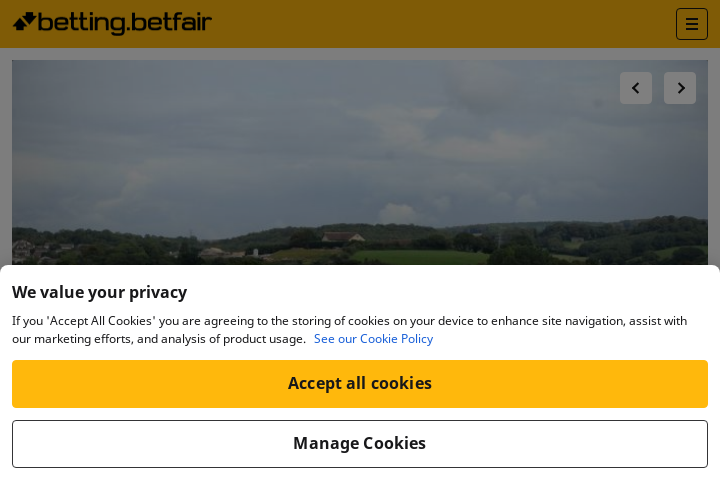 betting.betfair
We value your privacy
If you 'Accept All Cookies' you are agreeing to the storing of cookies on your device to enhance site navigation, assist with
our marketing efforts, and analysis of product usage. See our Cookie Policy
Accept all cookies
Manage Cookies